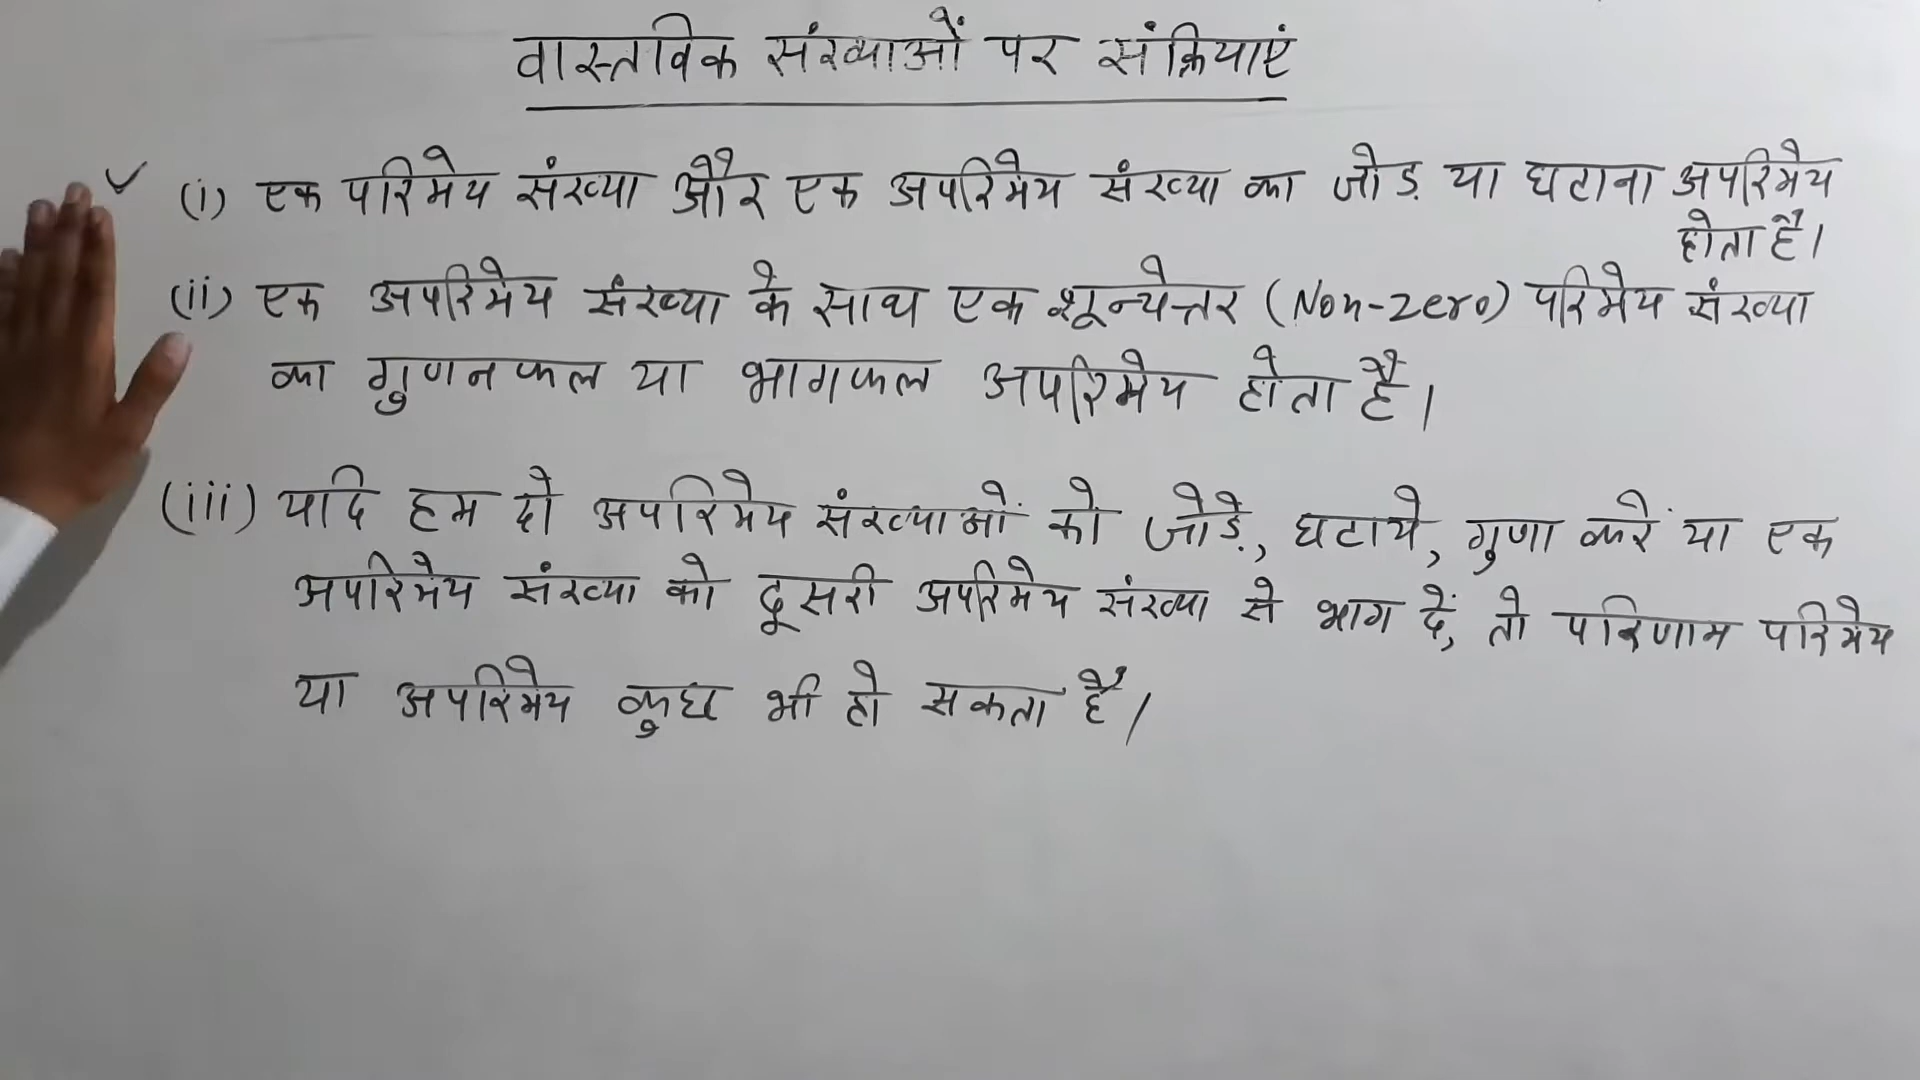 वास्तविक संख्याओं पर संक्रियाएं
(i) एक परिमेय संख्या और एक अपरिमेय संख्या का जोड़ या घटाना अपरिमेय
होता है।
(ii) एक अपरिमेय संख्या के साथ एक शून्येत्तर (Non-zero) परिमेय संख्या
का गुणनफल या भागफल अपरिमेय होता है।
(iii) यदि हम दो अपरिमेय संख्याओं को जोड़े, घटाये, गुणा करें या एक
अपरिमेय संख्या को दूसरी अपरिमेय संख्या से भाग दें, तो परिणाम परिमेय
या अपरिमेय कुछ भी हो सकता है।